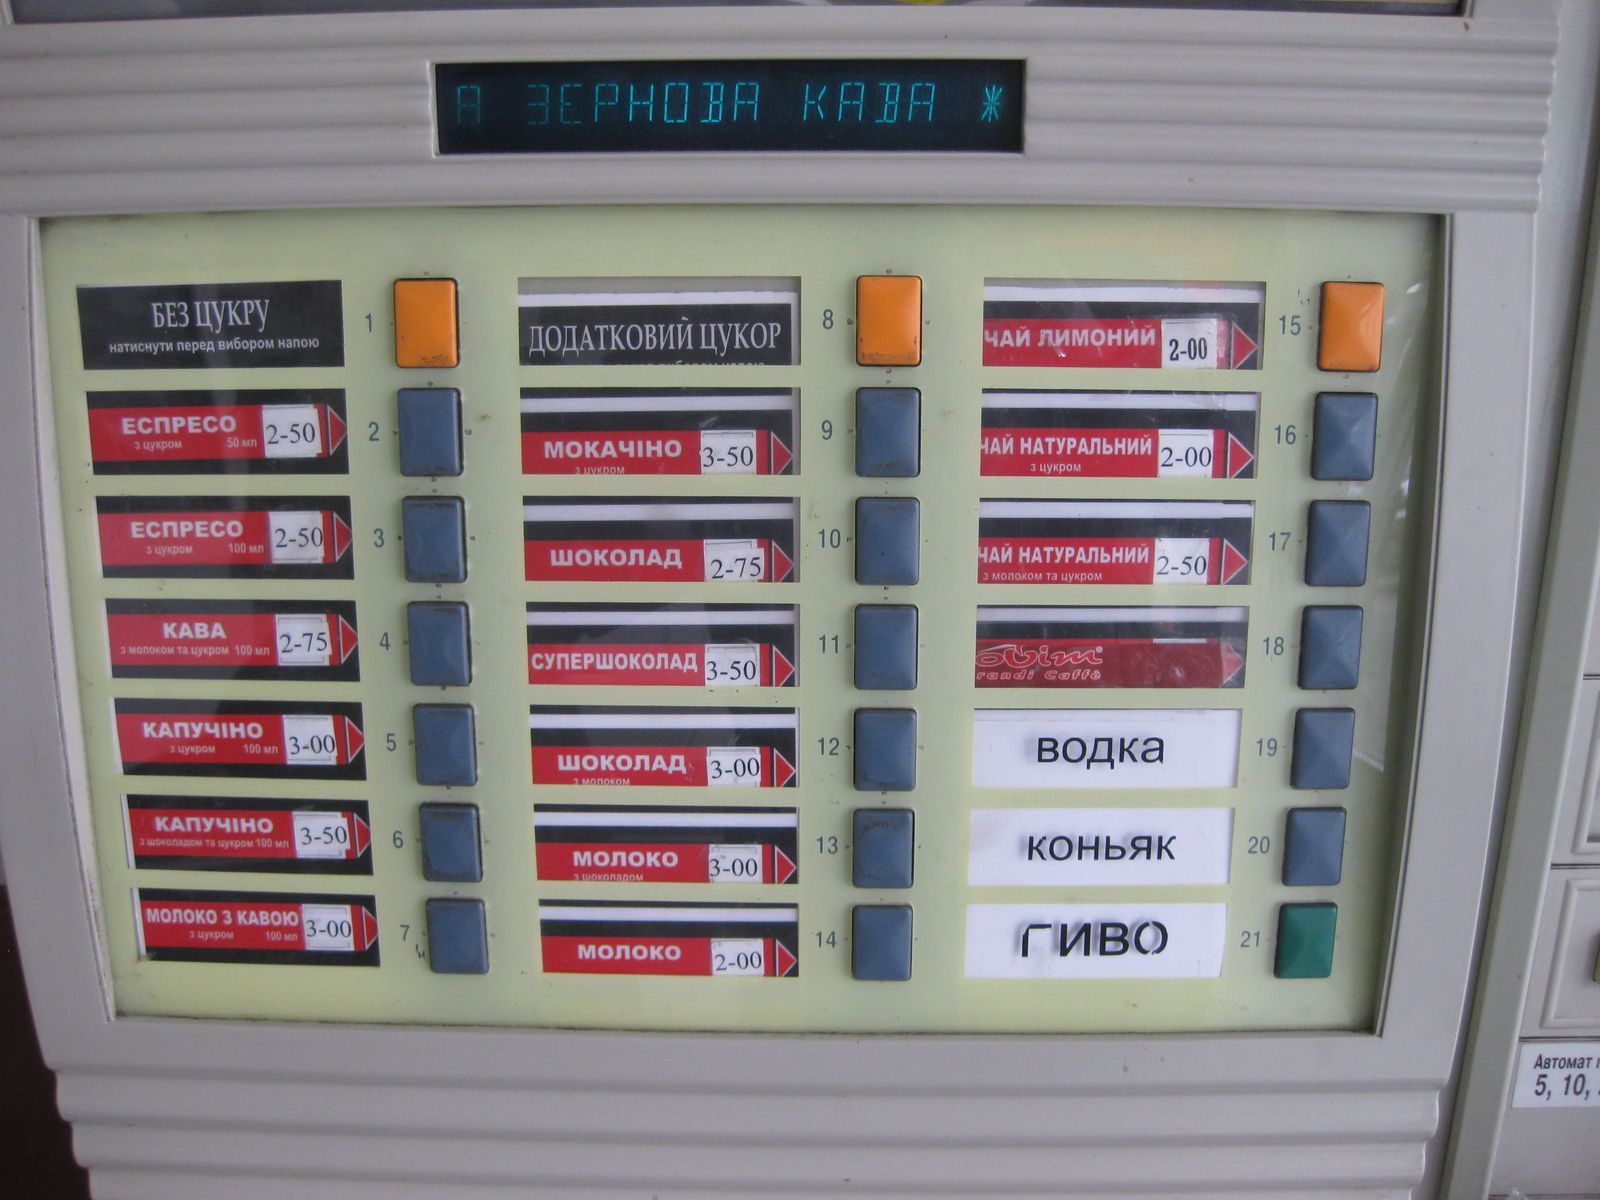 А ЗЕРНОВА КАВА *
БЕЗ ЦУКРУ
натиснути перед вибором напою
1
ЕСПРЕСО 2-50
з цукром 50 мл
2
ЕСПРЕСО 2-50
з цукром 100 мл
3
КАВА 2-75
з молоком та цукром 100 мл
4
КАПУЧІНО 3-00
з цукром 100 мл
5
КАПУЧІНО 3-50
з шоколадом та цукром 100 мл
6
МОЛОКО З КАВОЮ 3-00
з цукром 100 мл
7
ДОДАТКОВИЙ ЦУКОР
8
МОКАЧІНО 3-50
з цукром
9
ШОКОЛАД 2-75
10
СУПЕРШОКОЛАД 3-50
11
ШОКОЛАД 3-00
з молоком
12
МОЛОКО 3-00
з шоколадом
13
МОЛОКО 2-00
14
ЧАЙ ЛИМОНИЙ 2-00
15
ЧАЙ НАТУРАЛЬНИЙ 2-00
з цукром
16
ЧАЙ НАТУРАЛЬНИЙ 2-50
з молоком та цукром
17
ovim
randi Caffè
18
водка
19
коньяк
20
ГИВО
21
Автомат
5, 10,